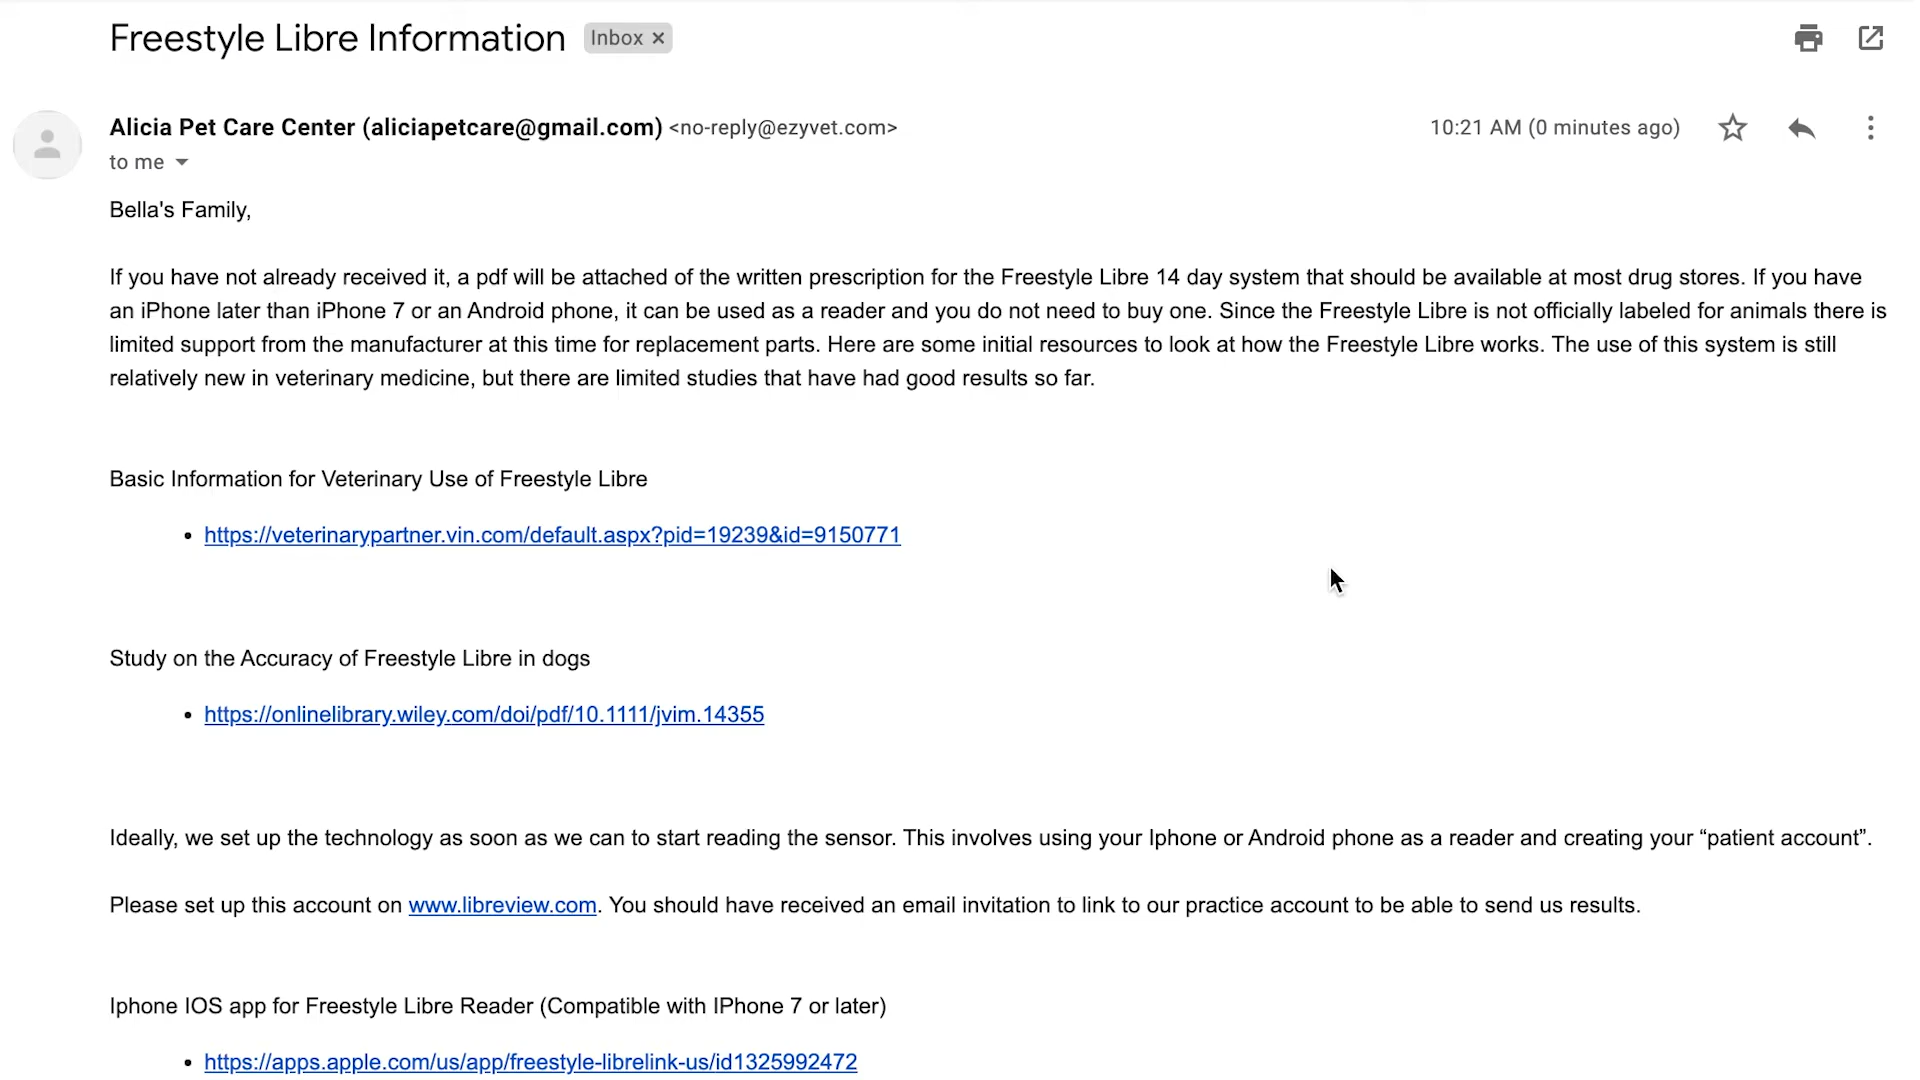 Freestyle Libre Information Inbox ×
Alicia Pet Care Center (aliciapetcare@gmail.com) <no-reply@ezyvet.com> 10:21 AM (0 minutes ago)
to me
Bella's Family,
If you have not already received it, a pdf will be attached of the written prescription for the Freestyle Libre 14 day system that should be available at most drug stores. If you have
an iPhone later than iPhone 7 or an Android phone, it can be used as a reader and you do not need to buy one. Since the Freestyle Libre is not officially labeled for animals there is
limited support from the manufacturer at this time for replacement parts. Here are some initial resources to look at how the Freestyle Libre works. The use of this system is still
relatively new in veterinary medicine, but there are limited studies that have had good results so far.
Basic Information for Veterinary Use of Freestyle Libre
• https://veterinarypartner.vin.com/default.aspx?pid=19239&id=9150771
Study on the Accuracy of Freestyle Libre in dogs
• https://onlinelibrary.wiley.com/doi/pdf/10.1111/jvim.14355
Ideally, we set up the technology as soon as we can to start reading the sensor. This involves using your Iphone or Android phone as a reader and creating your “patient account”.
Please set up this account on www.libreview.com. You should have received an email invitation to link to our practice account to be able to send us results.
Iphone IOS app for Freestyle Libre Reader (Compatible with IPhone 7 or later)
• https://apps.apple.com/us/app/freestyle-librelink-us/id1325992472